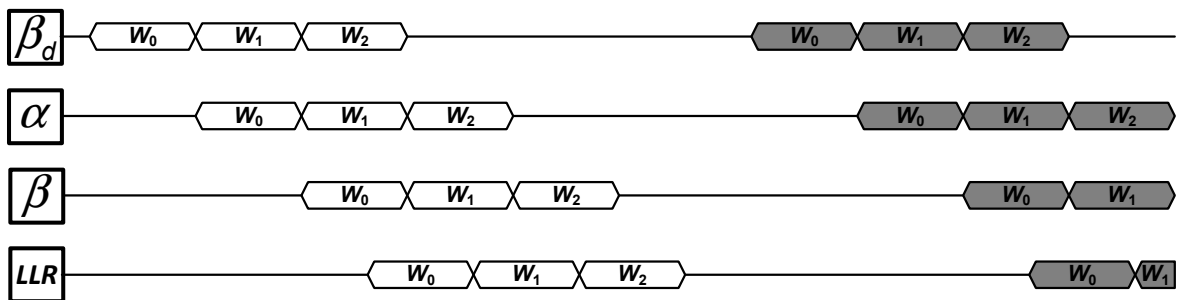 β_d W₀ W₁ W₂ W₀ W₁ W₂
α W₀ W₁ W₂ W₀ W₁ W₂
β W₀ W₁ W₂ W₀ W₁
LLR W₀ W₁ W₂ W₀ W₁